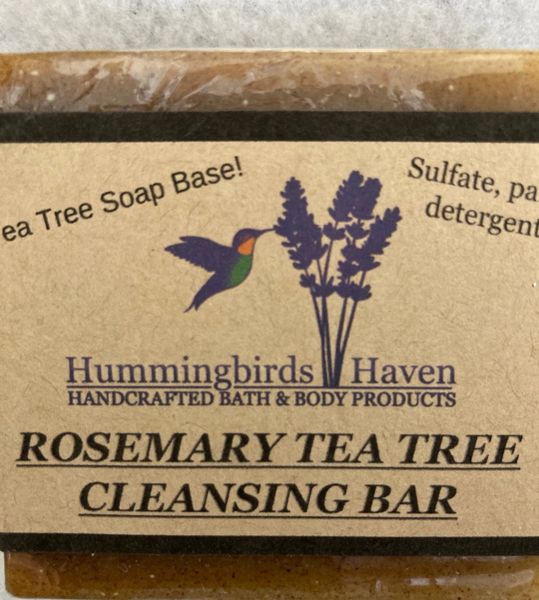 ea Tree Soap Base!
Sulfate, pa
detergent
Hummingbirds Haven
HANDCRAFTED BATH & BODY PRODUCTS
ROSEMARY TEA TREE
CLEANSING BAR